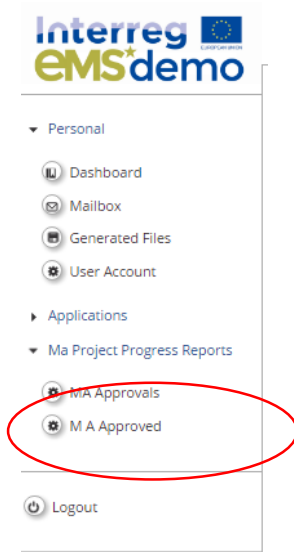 Interreg
EUROPEAN UNION
eMS*demo
Personal
Dashboard
Mailbox
Generated Files
User Account
Applications
Ma Project Progress Reports
MA Approvals
M A Approved
Logout